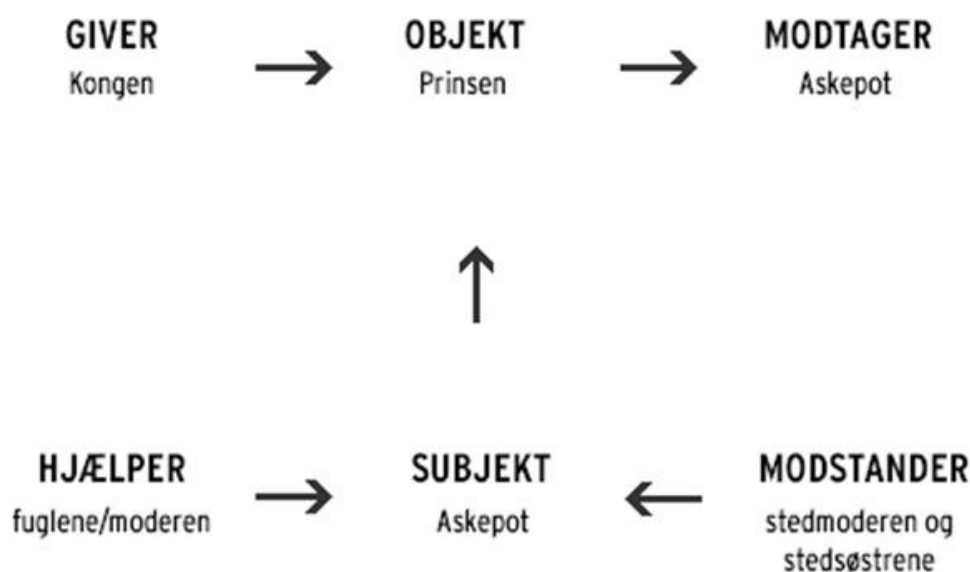 GIVER
Kongen
OBJEKT
Prinsen
MODTAGER
Askepot
HJÆLPER
fuglene/moderen
SUBJEKT
Askepot
MODSTANDER
stedmoderen og
stedsøstrene